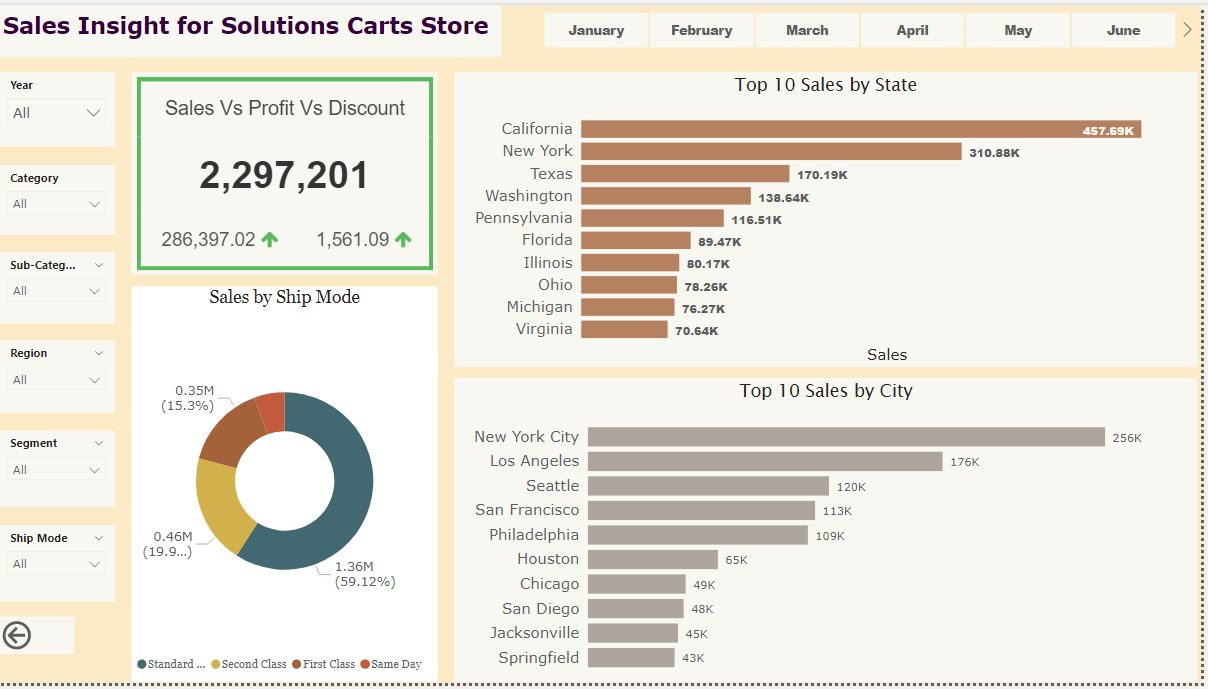 Sales Insight for Solutions Carts Store
January February March April May June
Year
All
Category
All
Sub-Categ...
All
Region
All
Segment
All
Ship Mode
All
Sales Vs Profit Vs Discount
2,297,201
286,397.02 1,561.09
Sales by Ship Mode
0.35M
(15.3%)
0.46M
(19.9...)
1.36M
(59.12%)
Standard ... Second Class First Class Same Day
Top 10 Sales by State
California 457.69K
New York 310.88K
Texas 170.19K
Washington 138.64K
Pennsylvania 116.51K
Florida 89.47K
Illinois 80.17K
Ohio 78.26K
Michigan 76.27K
Virginia 70.64K
Sales
Top 10 Sales by City
New York City 256K
Los Angeles 176K
Seattle 120K
San Francisco 113K
Philadelphia 109K
Houston 65K
Chicago 49K
San Diego 48K
Jacksonville 45K
Springfield 43K